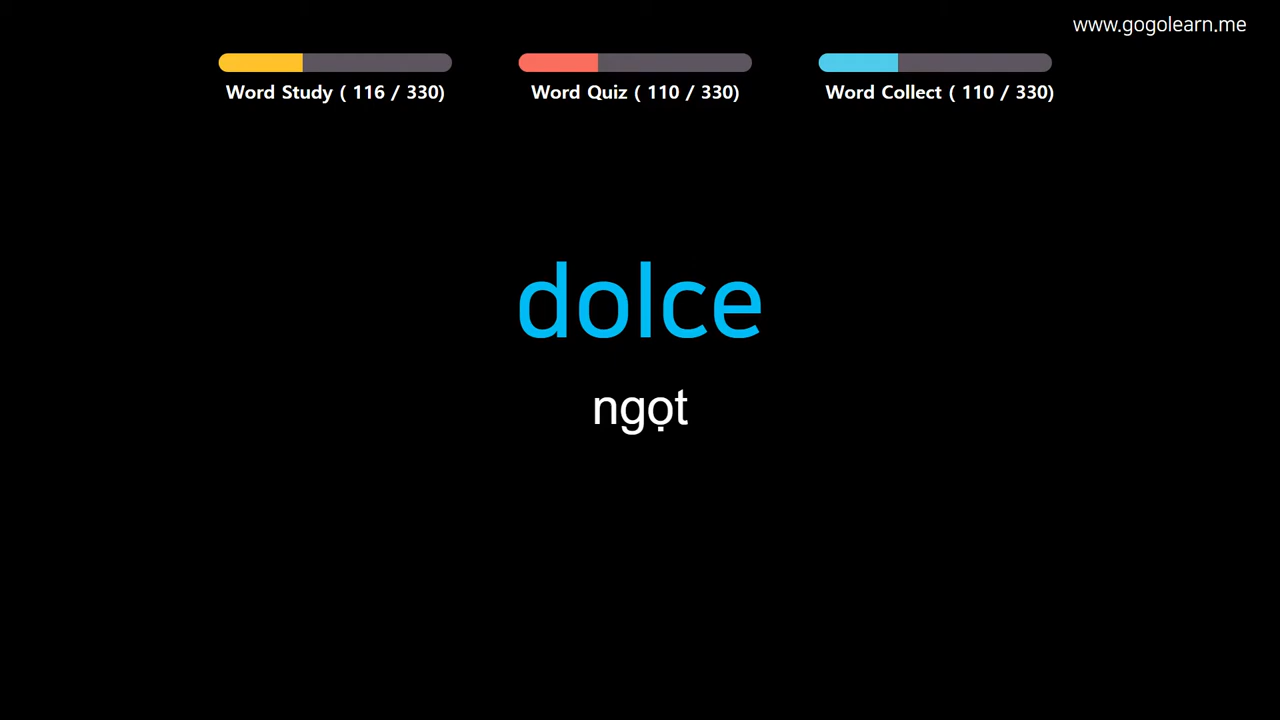 www.gogolearn.me
Word Study ( 116 / 330)
Word Quiz ( 110 / 330)
Word Collect ( 110 / 330)
dolce
ngọt